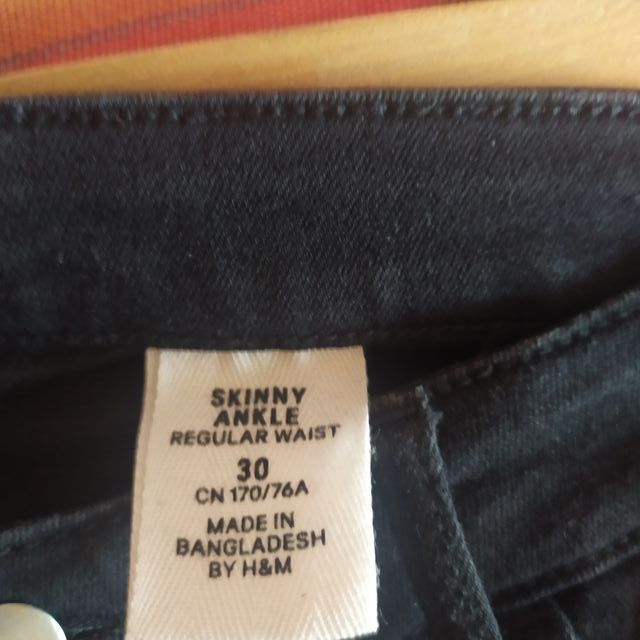 SKINNY
ANKLE
REGULAR WAIST
30
CN 170/76A
MADE IN
BANGLADESH
BY H&M